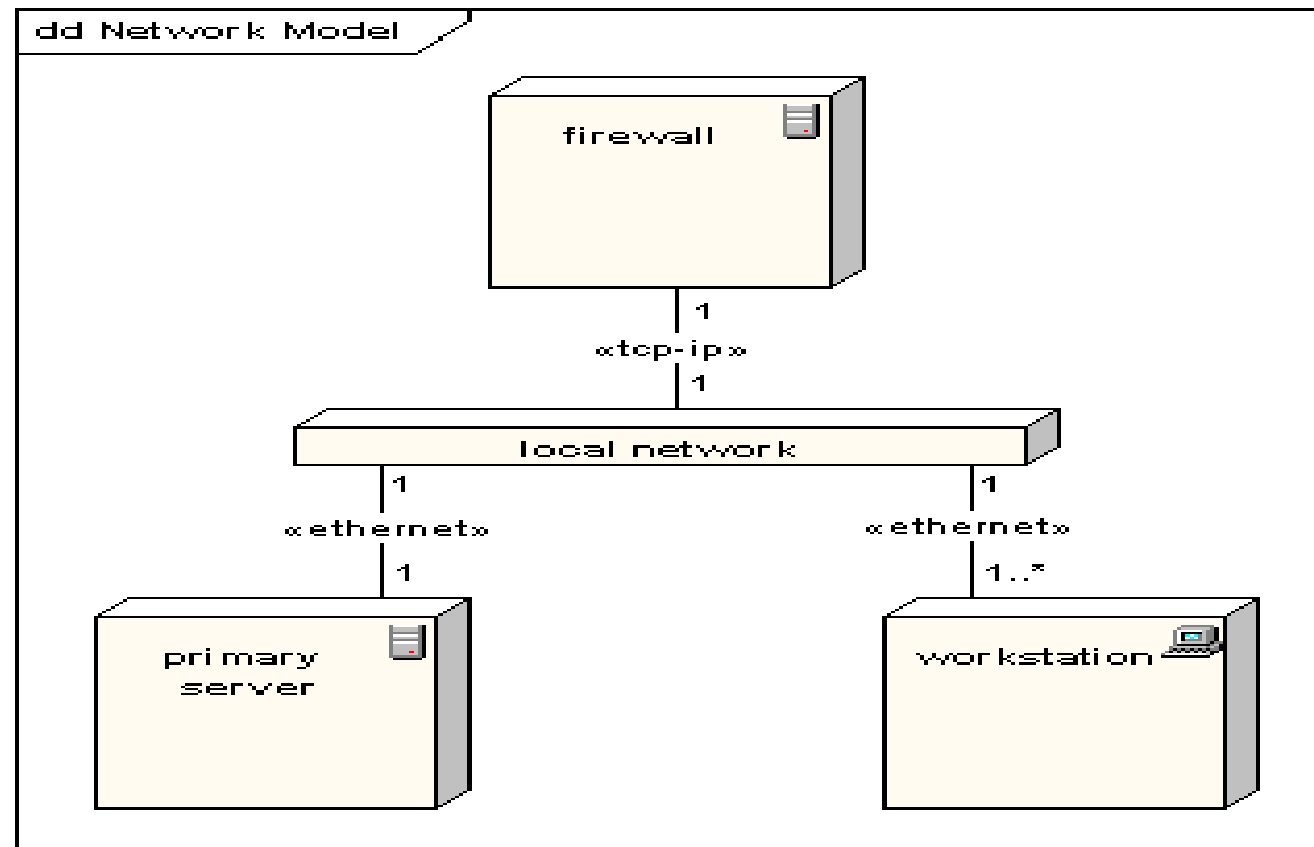 dd Network Model
firewall
1
«tcp-ip»
1
local network
1
1
«ethernet»
«ethernet»
1
1..*
primary
server
workstation